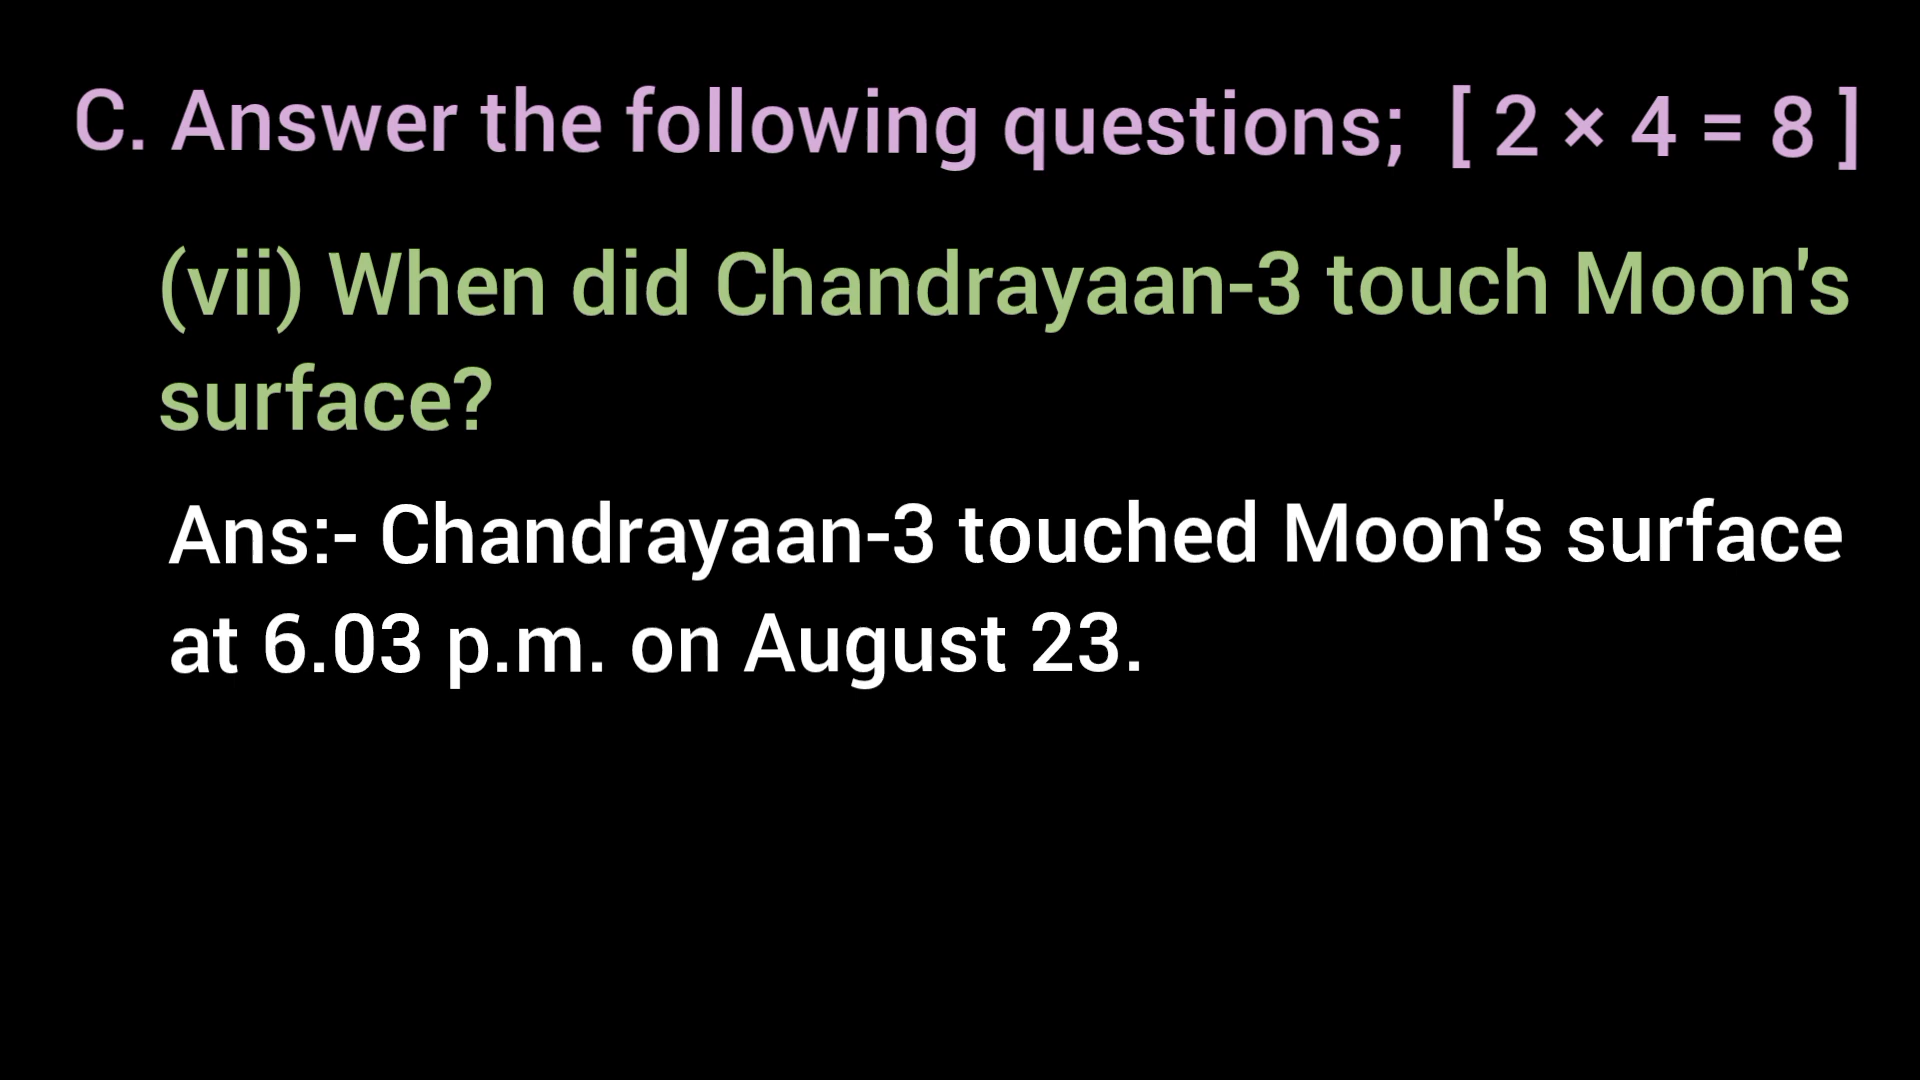 C. Answer the following questions; [ 2 × 4 = 8 ]
(vii) When did Chandrayaan-3 touch Moon's
surface?
Ans:- Chandrayaan-3 touched Moon's surface
at 6.03 p.m. on August 23.